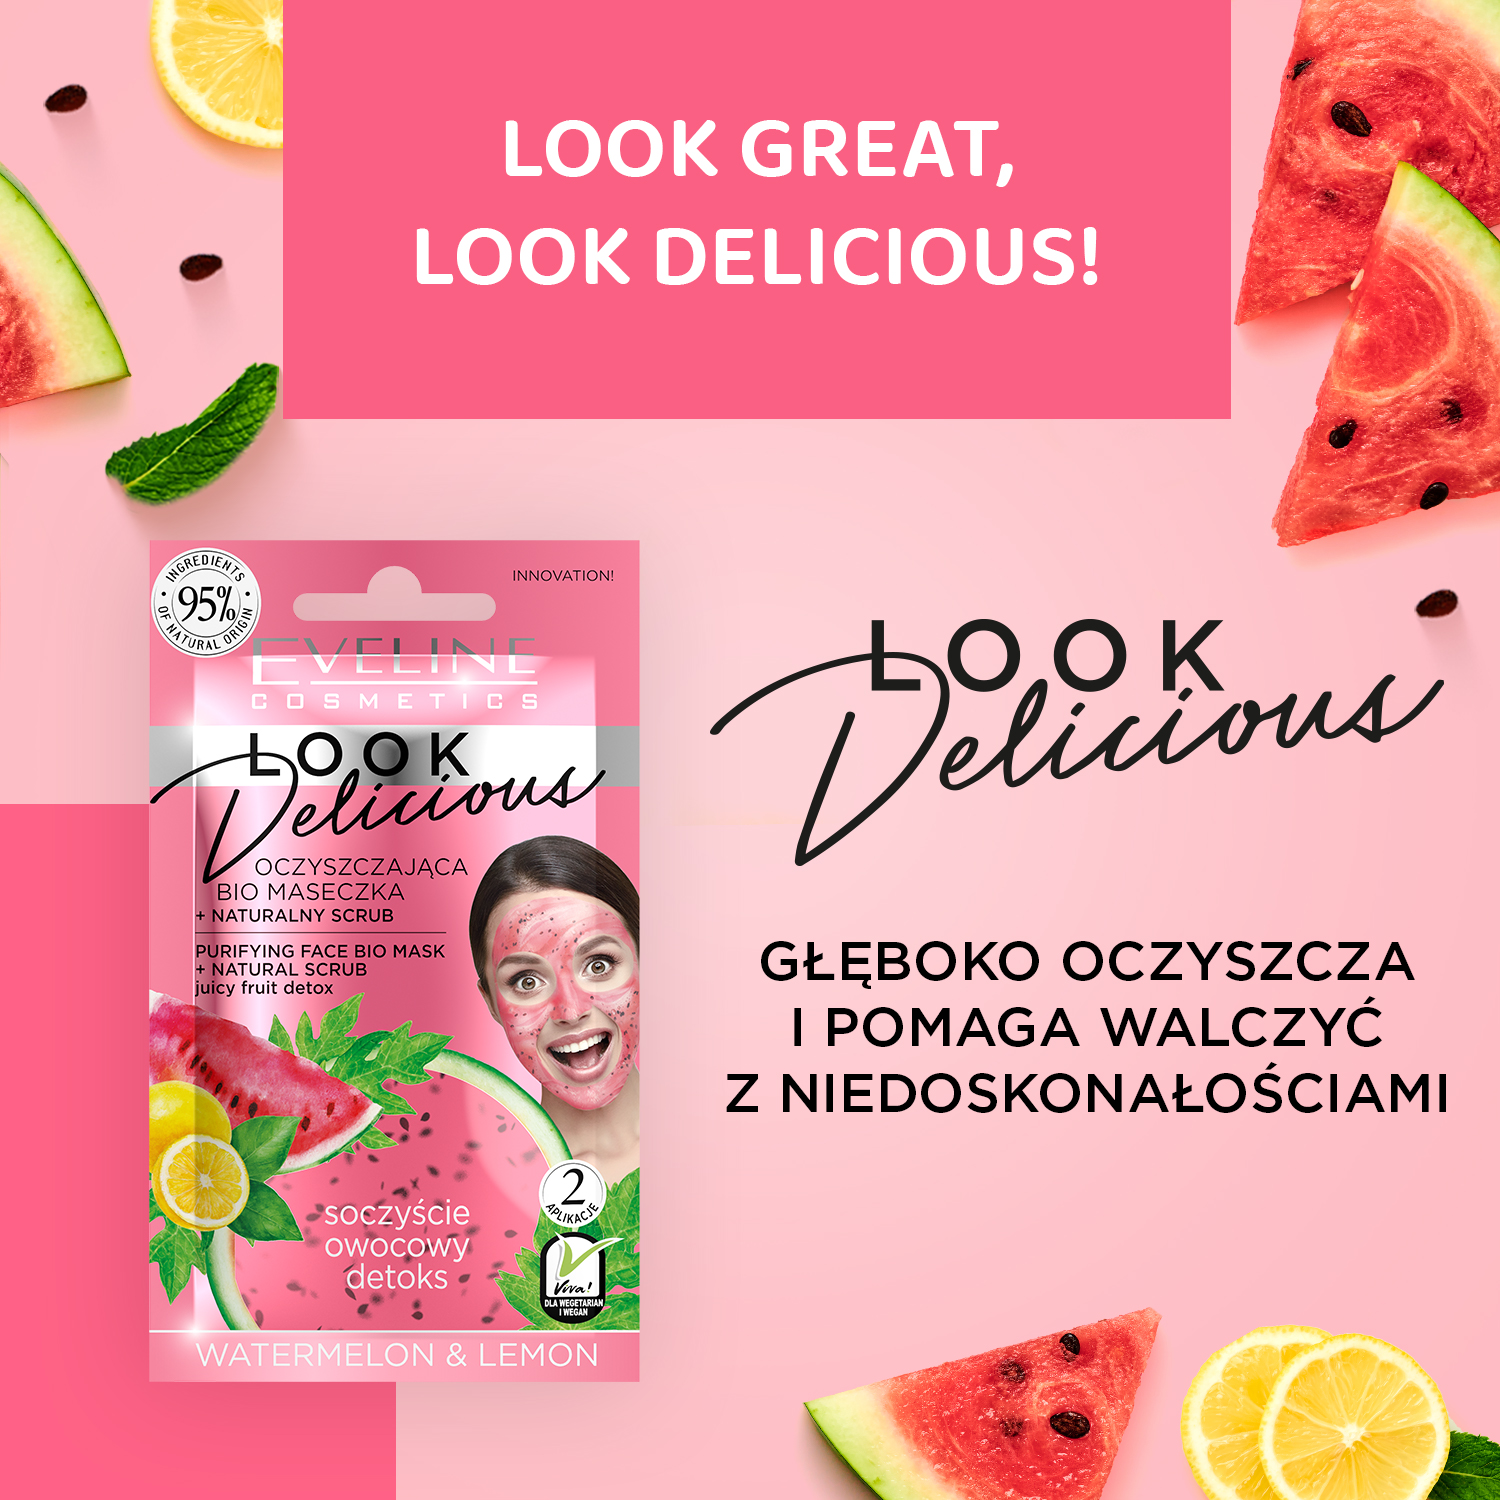 LOOK GREAT,
LOOK DELICIOUS!
INGREDIENTS
95%
OF NATURAL ORIGIN
INNOVATION!
EVELINE
COSMETICS
LOOK
Delicious
OCZYSZCZAJĄCA
BIO MASECZKA
+ NATURALNY SCRUB
PURIFYING FACE BIO MASK
+ NATURAL SCRUB
juicy fruit detox
soczyście
owocowy
detoks
2
APLIKACJE
Viva!
DLA WEGETARIAN
I WEGAN
WATERMELON & LEMON
LOOK
Delicious
GŁĘBOKO OCZYSZCZA
I POMAGA WALCZYĆ
Z NIEDOSKONAŁOŚCIAMI